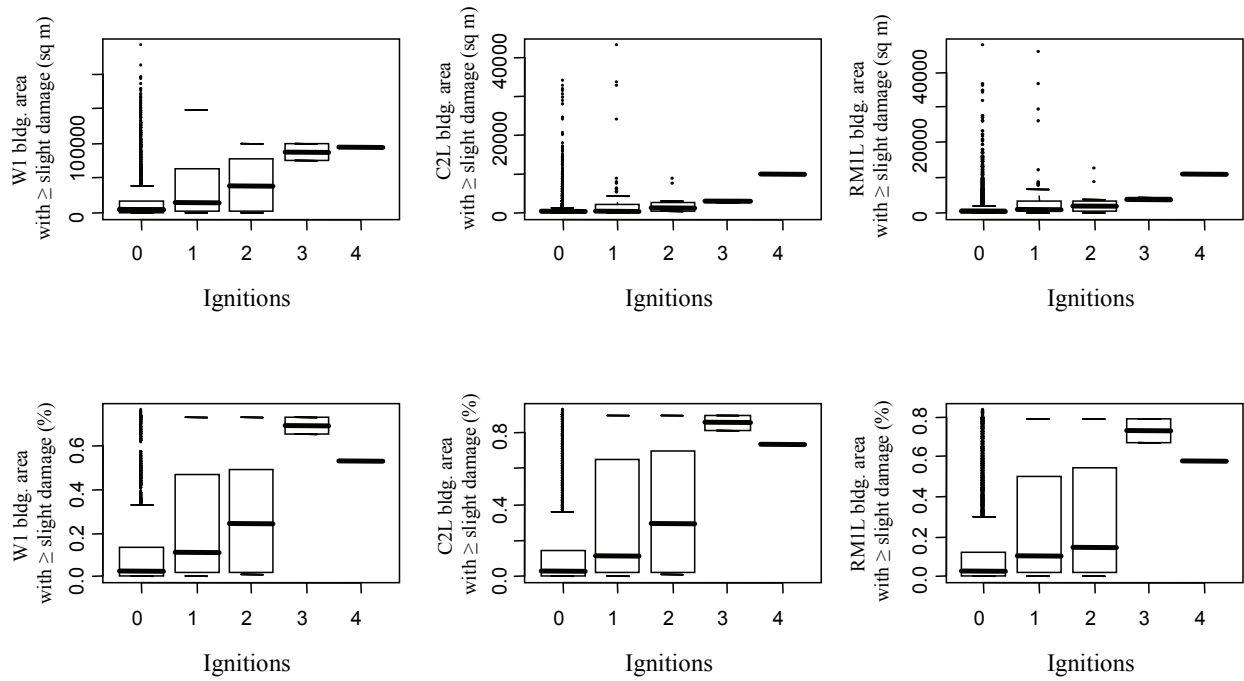 W1 bldg. area
with ≥ slight damage (sq m)
0
100000
0 1 2 3 4
Ignitions
C2L bldg. area
with ≥ slight damage (sq m)
0
20000
40000
0 1 2 3 4
Ignitions
RM1L bldg. area
with ≥ slight damage (sq m)
0
20000
40000
0 1 2 3 4
Ignitions
W1 bldg. area
with ≥ slight damage (%)
0.0
0.2
0.4
0.6
0 1 2 3 4
Ignitions
C2L bldg. area
with ≥ slight damage (%)
0.0
0.4
0.8
0 1 2 3 4
Ignitions
RM1L bldg. area
with ≥ slight damage (%)
0.0
0.2
0.4
0.6
0.8
0 1 2 3 4
Ignitions